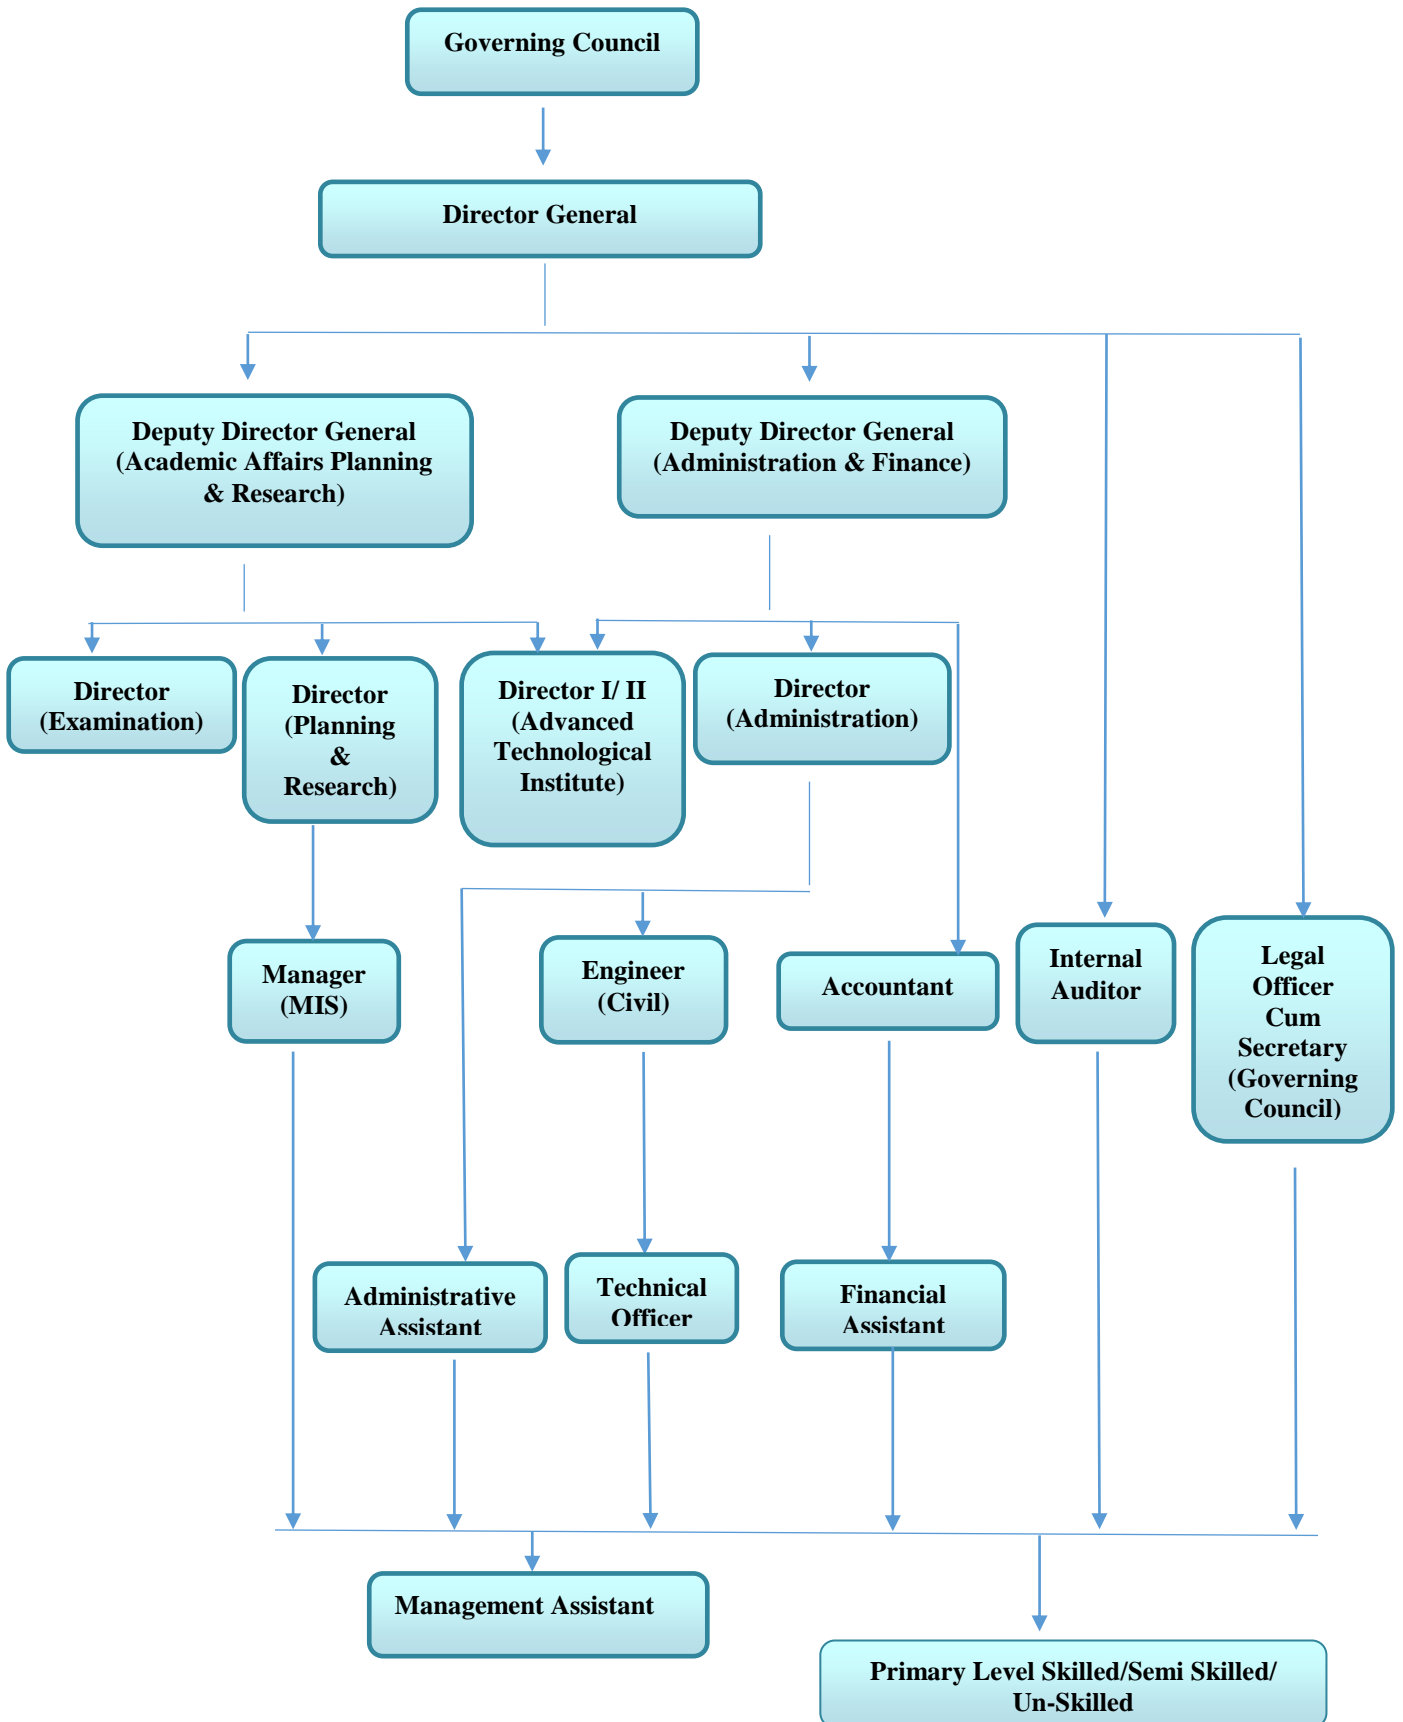 Governing Council
Director General
Deputy Director General
(Academic Affairs Planning
& Research)
Deputy Director General
(Administration & Finance)
Director
(Examination)
Director
(Planning
&
Research)
Director I/ II
(Advanced
Technological
Institute)
Director
(Administration)
Manager
(MIS)
Engineer
(Civil)
Accountant
Internal
Auditor
Legal
Officer
Cum
Secretary
(Governing
Council)
Administrative
Assistant
Technical
Officer
Financial
Assistant
Management Assistant
Primary Level Skilled/Semi Skilled/
Un-Skilled